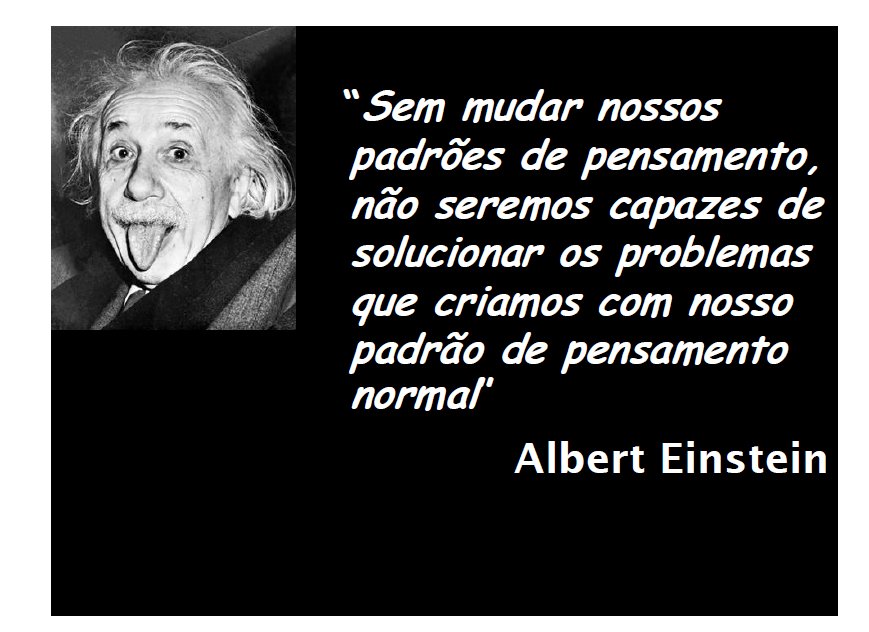 “Sem mudar nossos
padrões de pensamento,
não seremos capazes de
solucionar os problemas
que criamos com nosso
padrão de pensamento
normal”
Albert Einstein